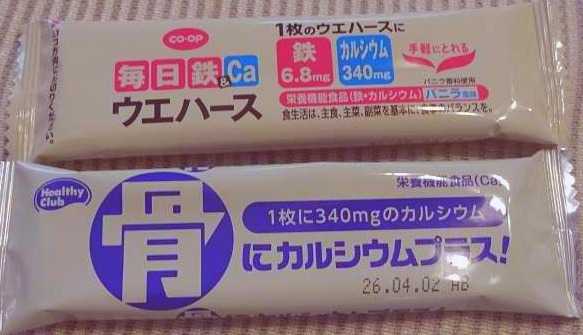 CO·OP
毎日鉄&Ca
ウエハース
1枚のウエハースに
鉄
6.8mg
カルシウム
340mg
手軽にとれる
バニラ香料使用
栄養機能食品(鉄・カルシウム)
バニラ風味
食生活は、主食、主菜、副菜を基本に、食事のバランスを。
Healthy
Club
栄養機能食品(Ca)
骨
1枚に340mgのカルシウム
にカルシウムプラス!
26.04.02 AB